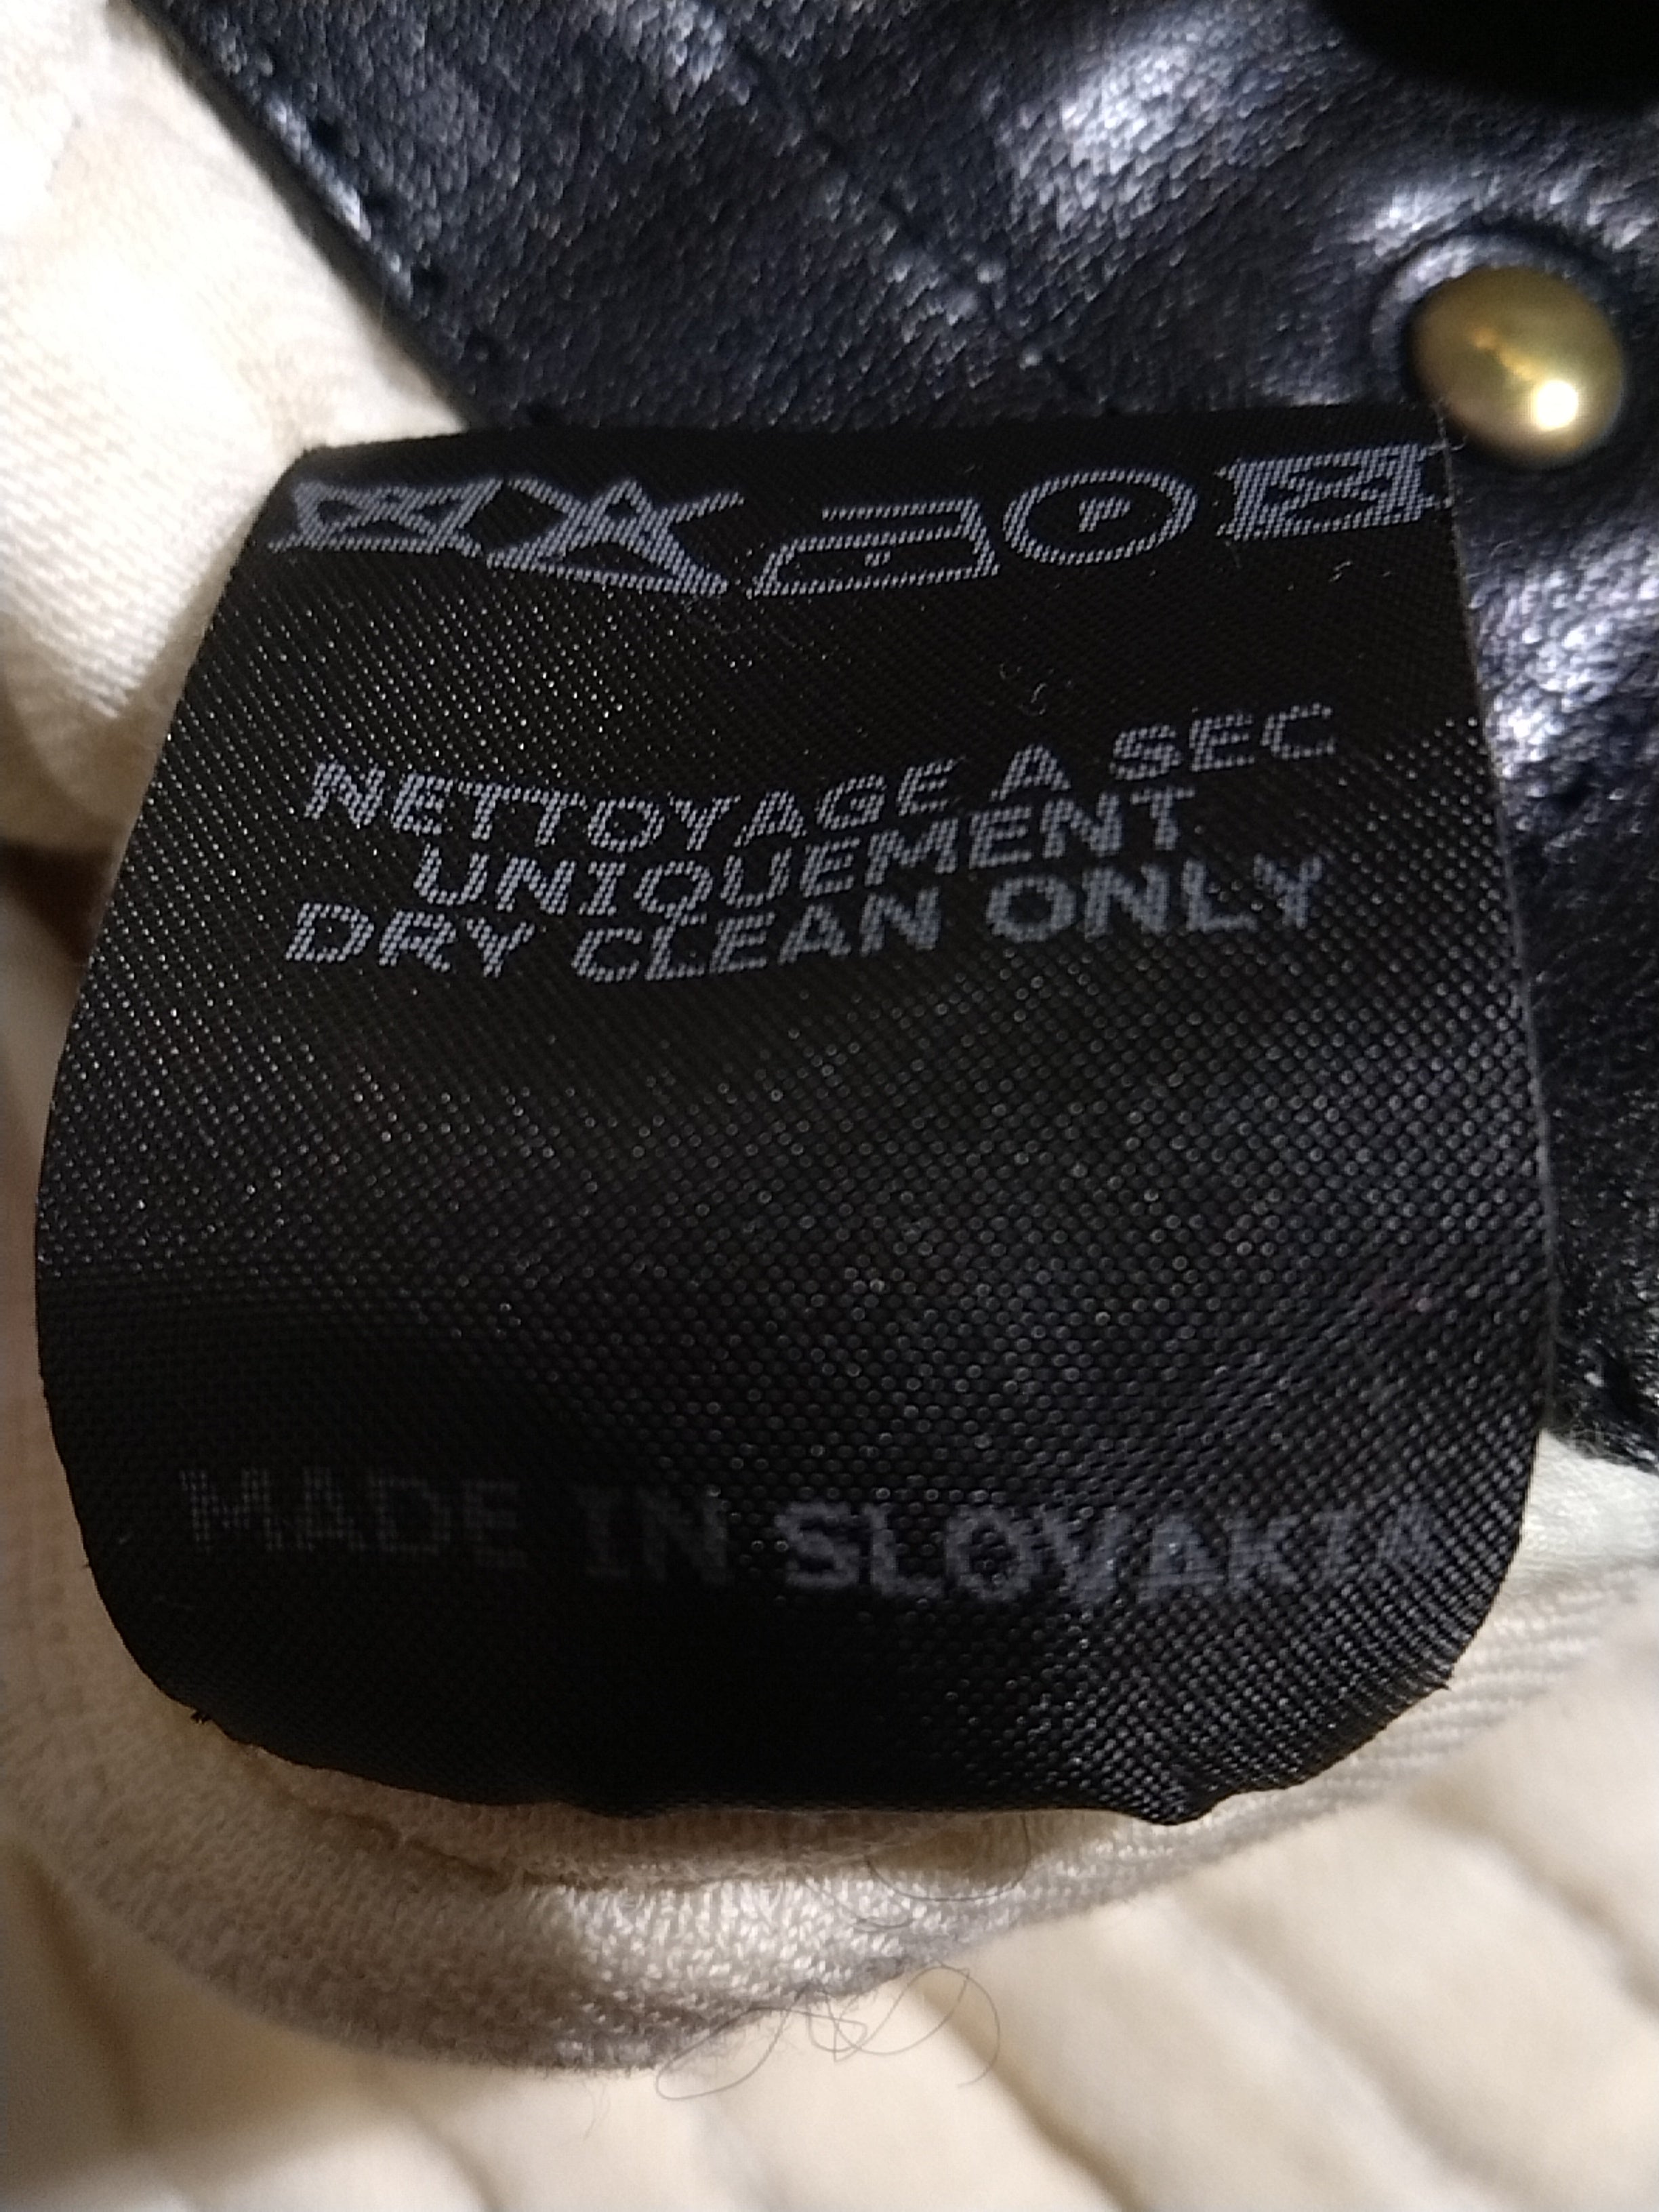 P
NETTOYAGE A SEC
UNIQUEMENT
DRY CLEAN ONLY
MADE IN SLOVAKIA